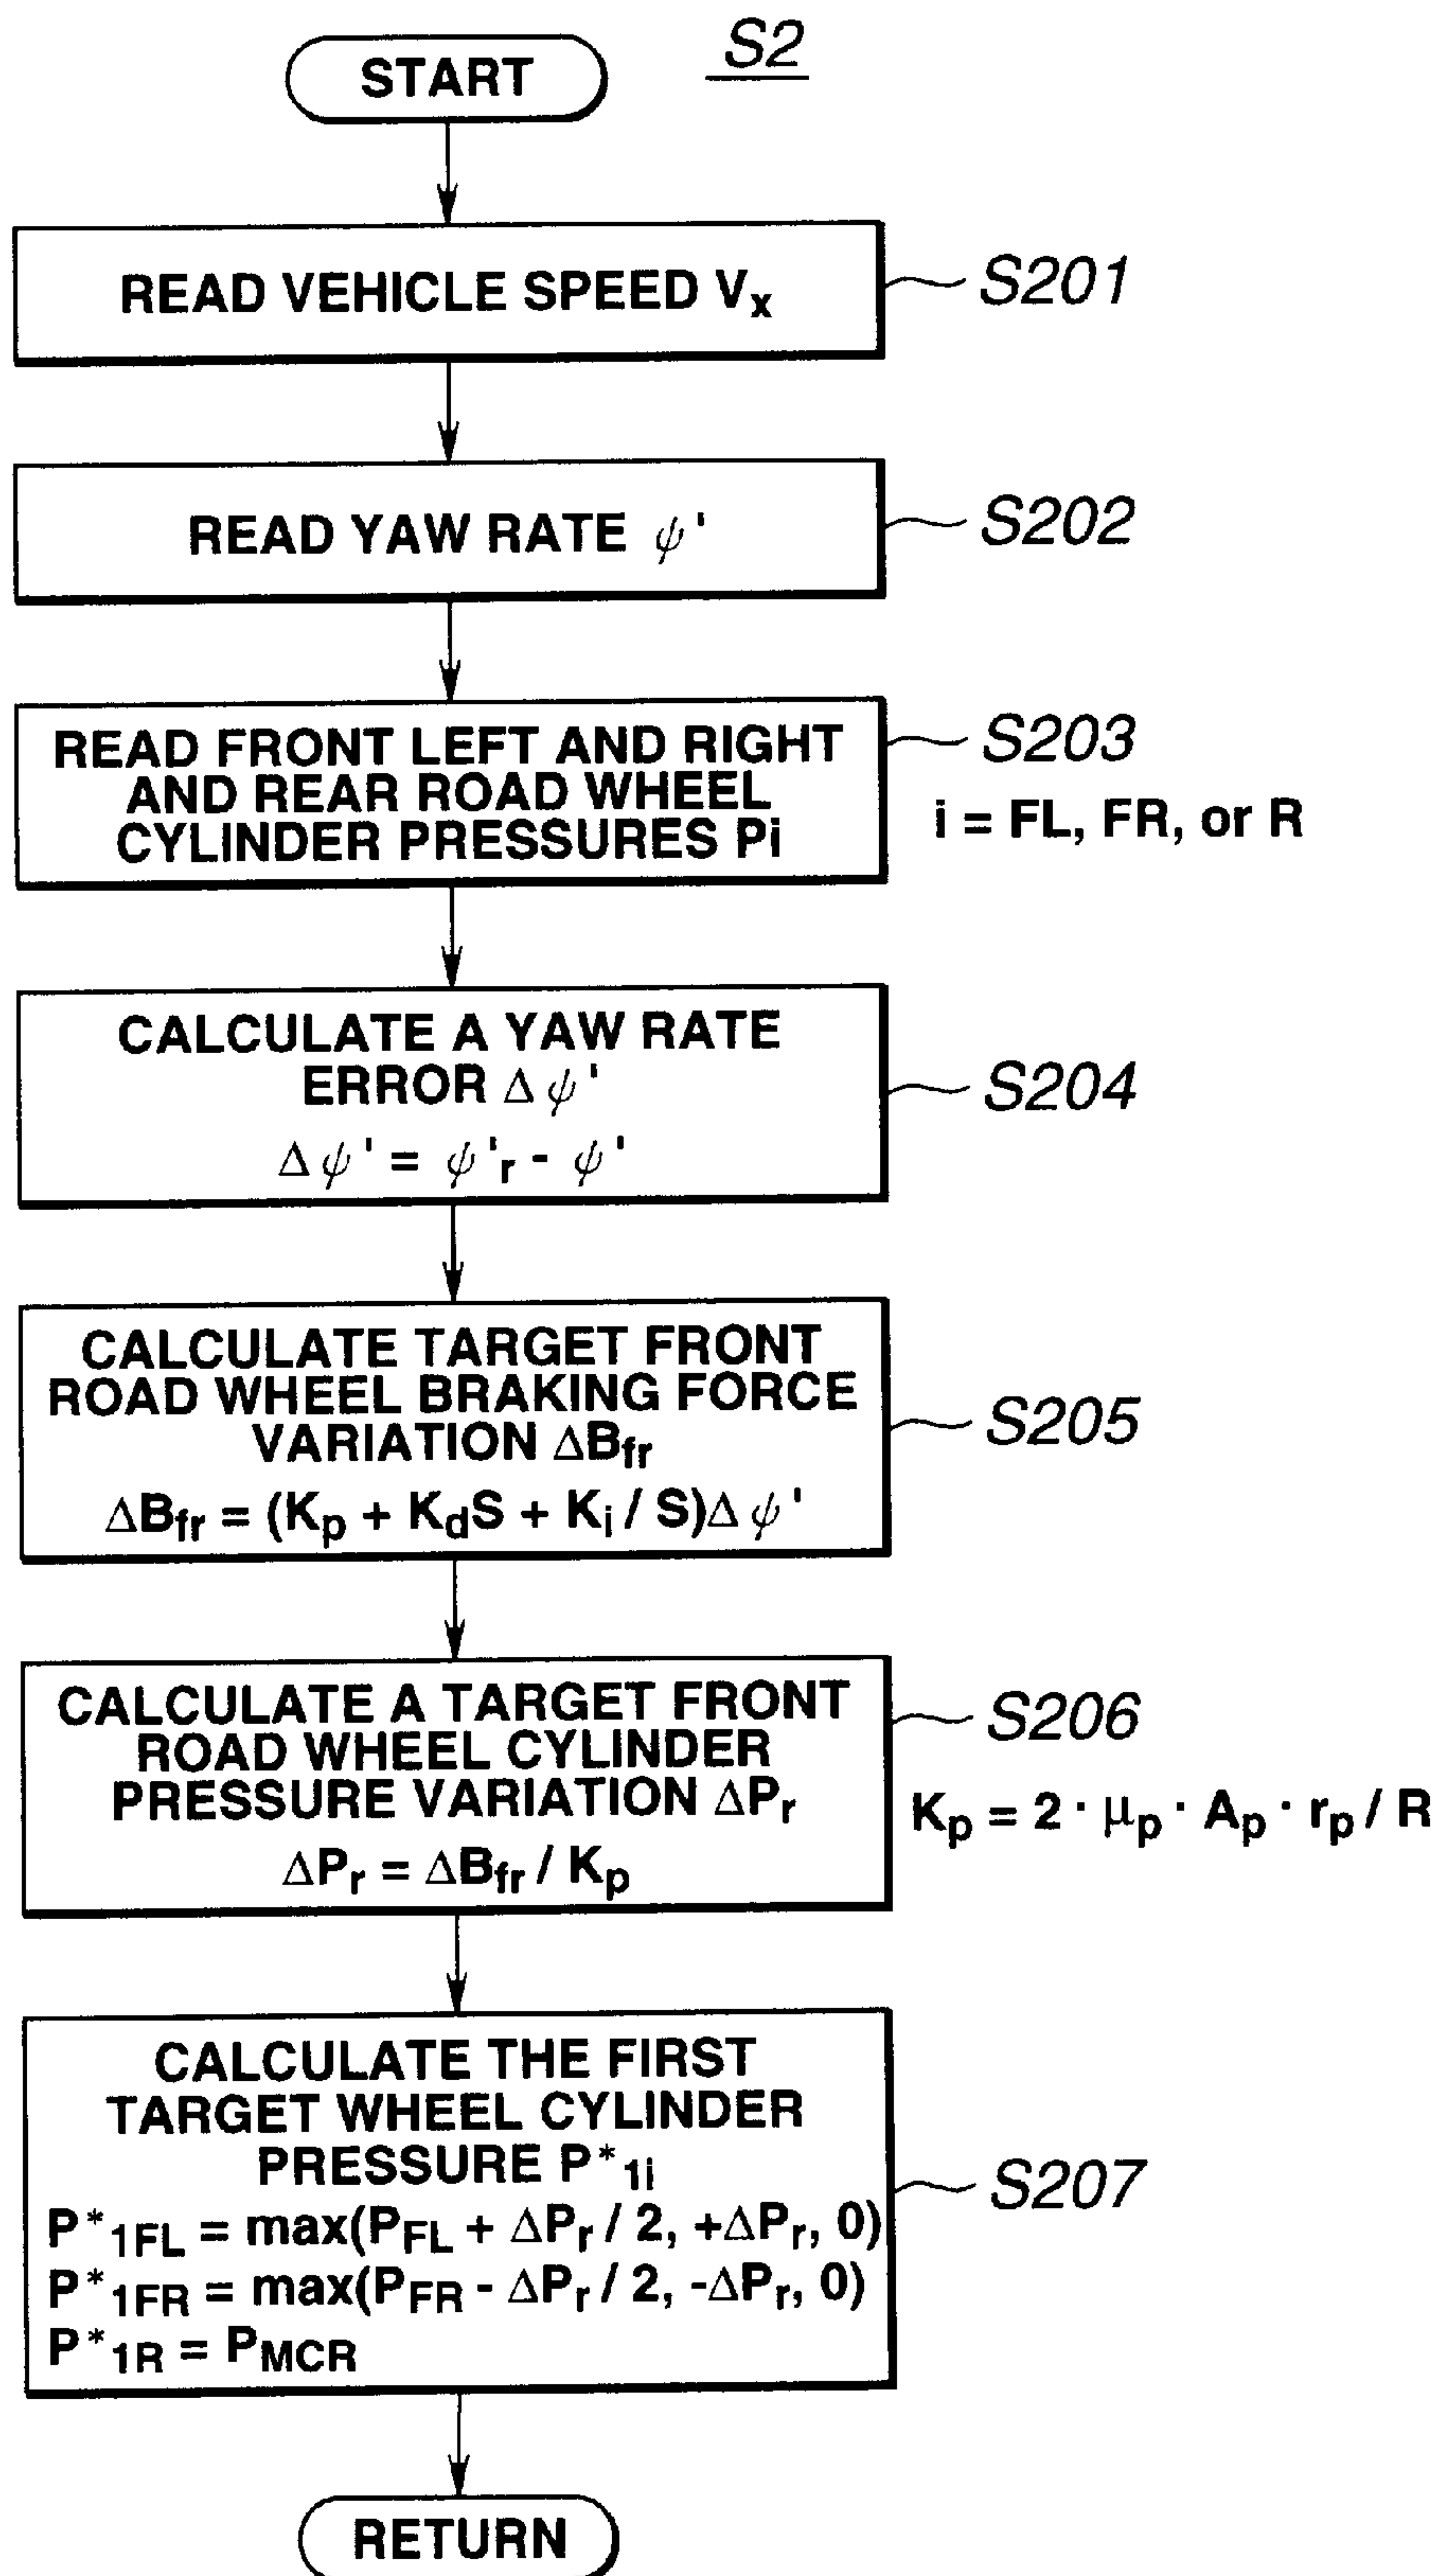 S2
START
READ VEHICLE SPEED Vx
S201
READ YAW RATE ψ'
S202
READ FRONT LEFT AND RIGHT
AND REAR ROAD WHEEL
CYLINDER PRESSURES Pi
S203
i = FL, FR, or R
CALCULATE A YAW RATE
ERROR Δψ'
Δψ' = ψ'r - ψ'
S204
CALCULATE TARGET FRONT
ROAD WHEEL BRAKING FORCE
VARIATION ΔBfr
ΔBfr = (Kp + KdS + Ki / S)Δψ'
S205
CALCULATE A TARGET FRONT
ROAD WHEEL CYLINDER
PRESSURE VARIATION ΔPr
ΔPr = ΔBfr / Kp
S206
Kp = 2 · μp · Ap · rp / R
CALCULATE THE FIRST
TARGET WHEEL CYLINDER
PRESSURE P*1i
P*1FL = max(PFL + ΔPr / 2, +ΔPr, 0)
P*1FR = max(PFR - ΔPr / 2, -ΔPr, 0)
P*1R = PMCR
S207
RETURN